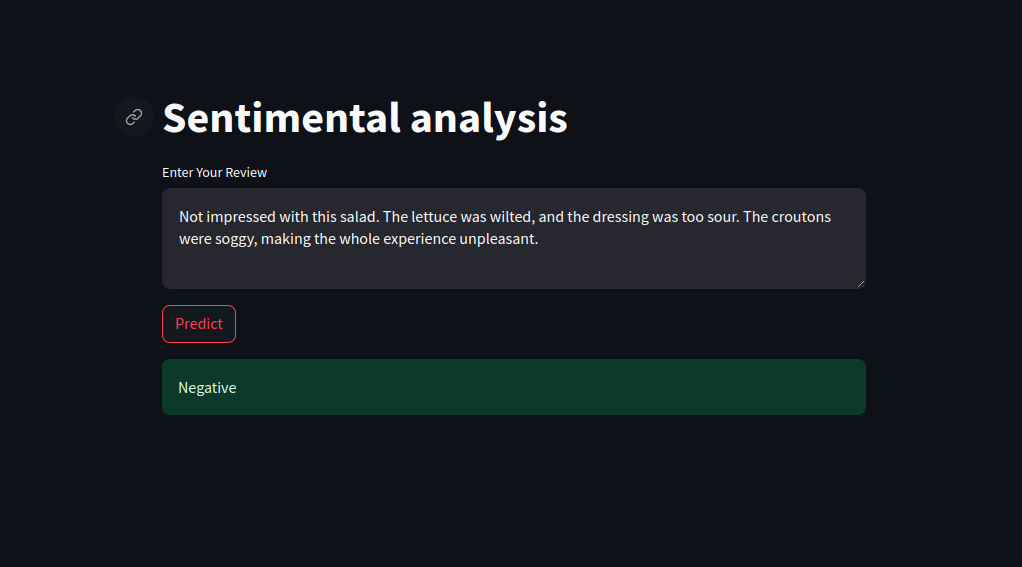 Sentimental analysis
Enter Your Review
Not impressed with this salad. The lettuce was wilted, and the dressing was too sour. The croutons
were soggy, making the whole experience unpleasant.
Predict
Negative